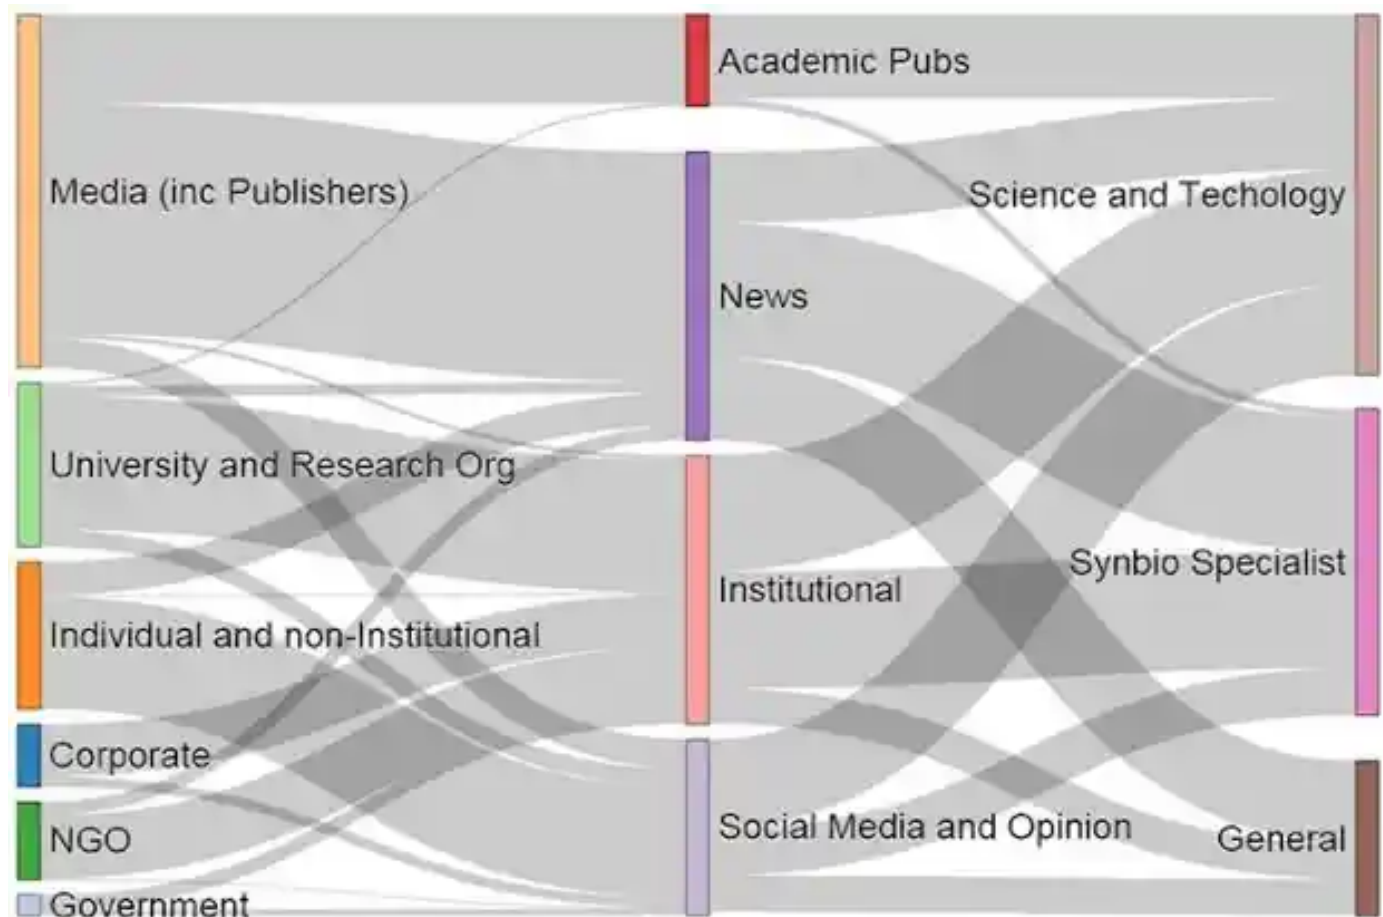 Media (inc Publishers)
University and Research Org
Individual and non-Institutional
Corporate
NGO
Government
Academic Pubs
News
Institutional
Social Media and Opinion
Science and Techology
Synbio Specialist
General